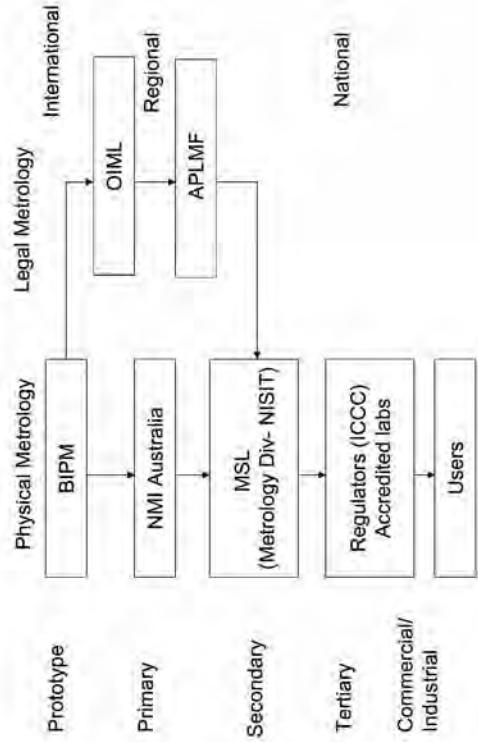 Physical Metrology
Legal Metrology
Prototype
BIPM
International
OIML
Primary
NMI Australia
Regional
APLMF
Secondary
MSL
(Metrology Div- NISIT)
Tertiary
Regulators (ICCC)
Accredited labs
National
Commercial/
Industrial
Users